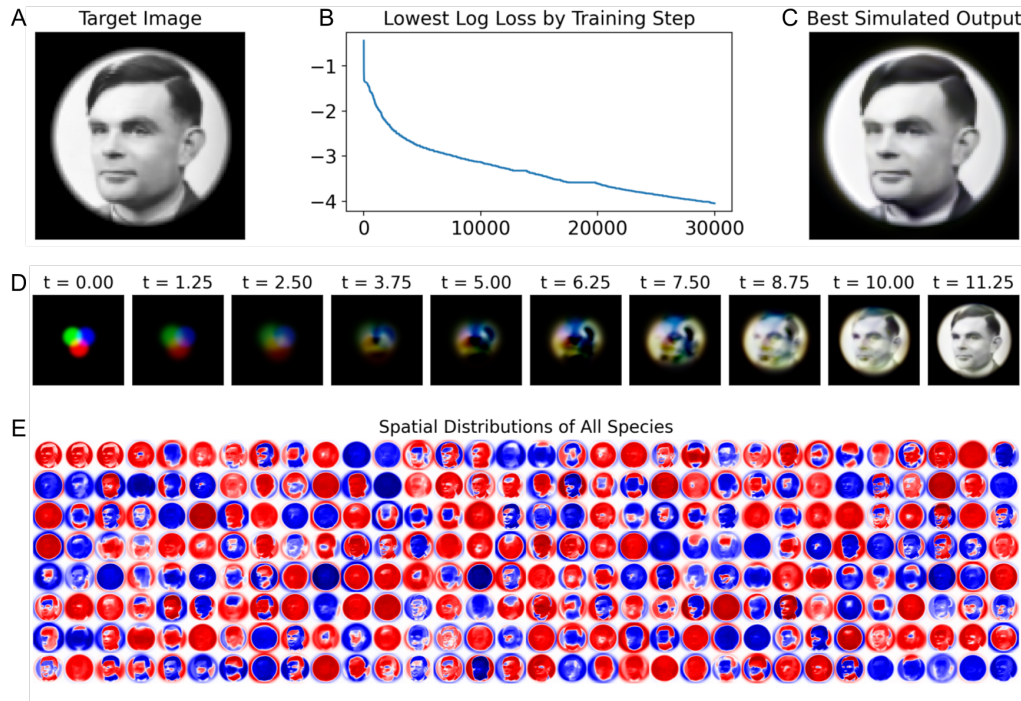 A Target Image
B Lowest Log Loss by Training Step
C Best Simulated Output
−1
−2
−3
−4
0 10000 20000 30000
D t = 0.00 t = 1.25 t = 2.50 t = 3.75 t = 5.00 t = 6.25 t = 7.50 t = 8.75 t = 10.00 t = 11.25
E Spatial Distributions of All Species